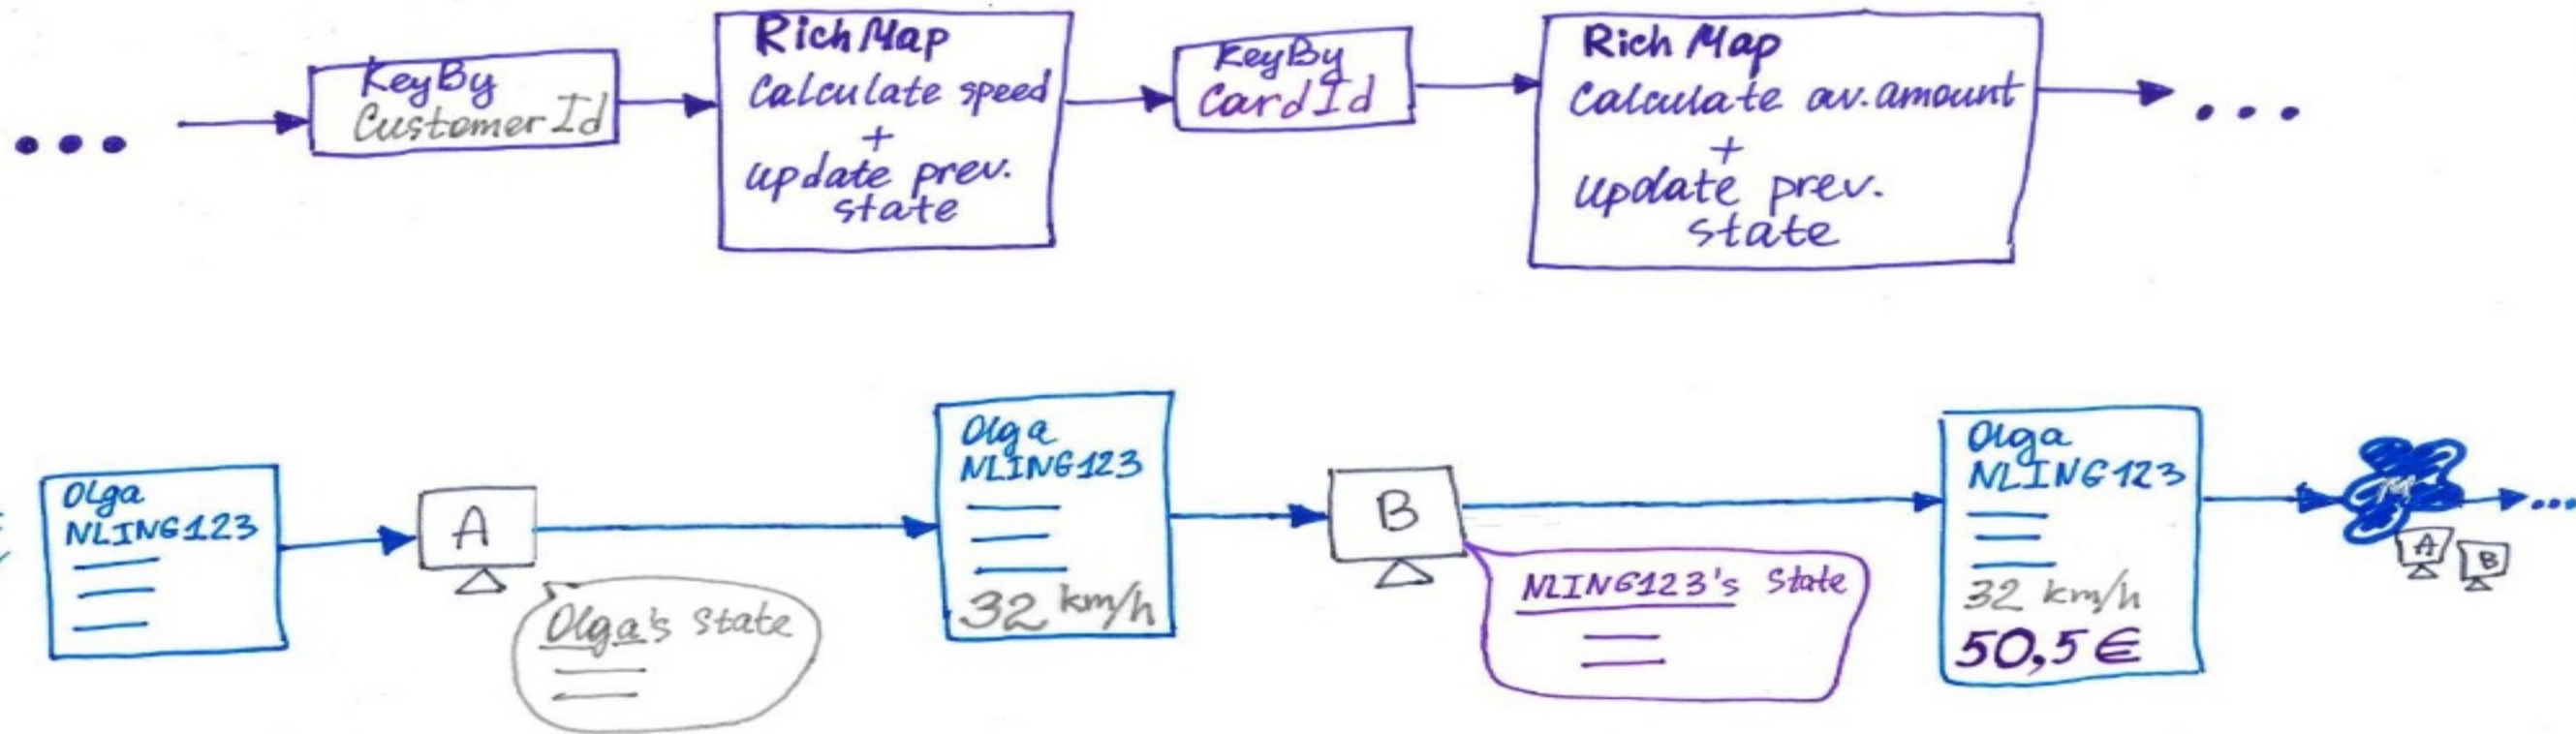 KeyBy
CustomerId
Rich Map
Calculate speed
+
update prev.
state
KeyBy
CardId
Rich Map
Calculate av. amount
+
update prev.
state
...
Olga
NLING123
A
Olga's State
Olga
NLING123
32 km/h
B
NLING123's State
Olga
NLING123
32 km/h
50,5 €
A
B
...